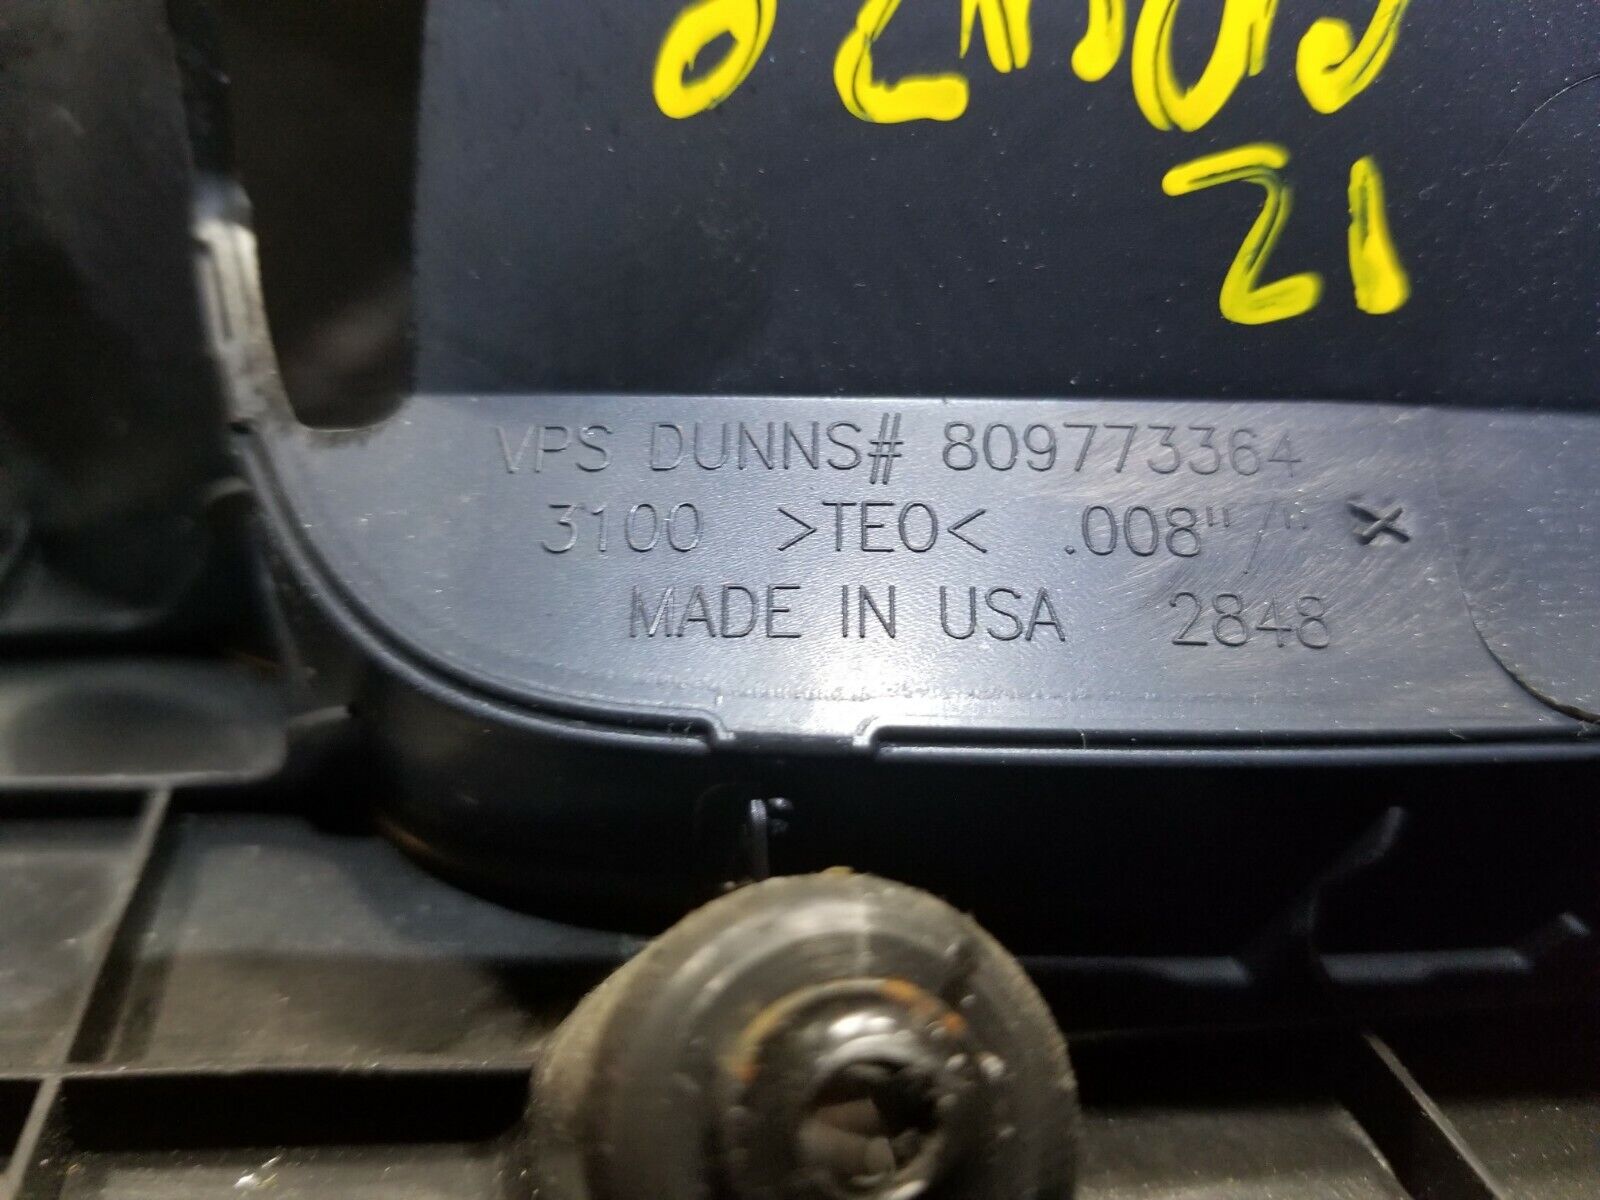 21
VPS DUNNS# 809773364
3100 >TEO< .008"/"
MADE IN USA 2848